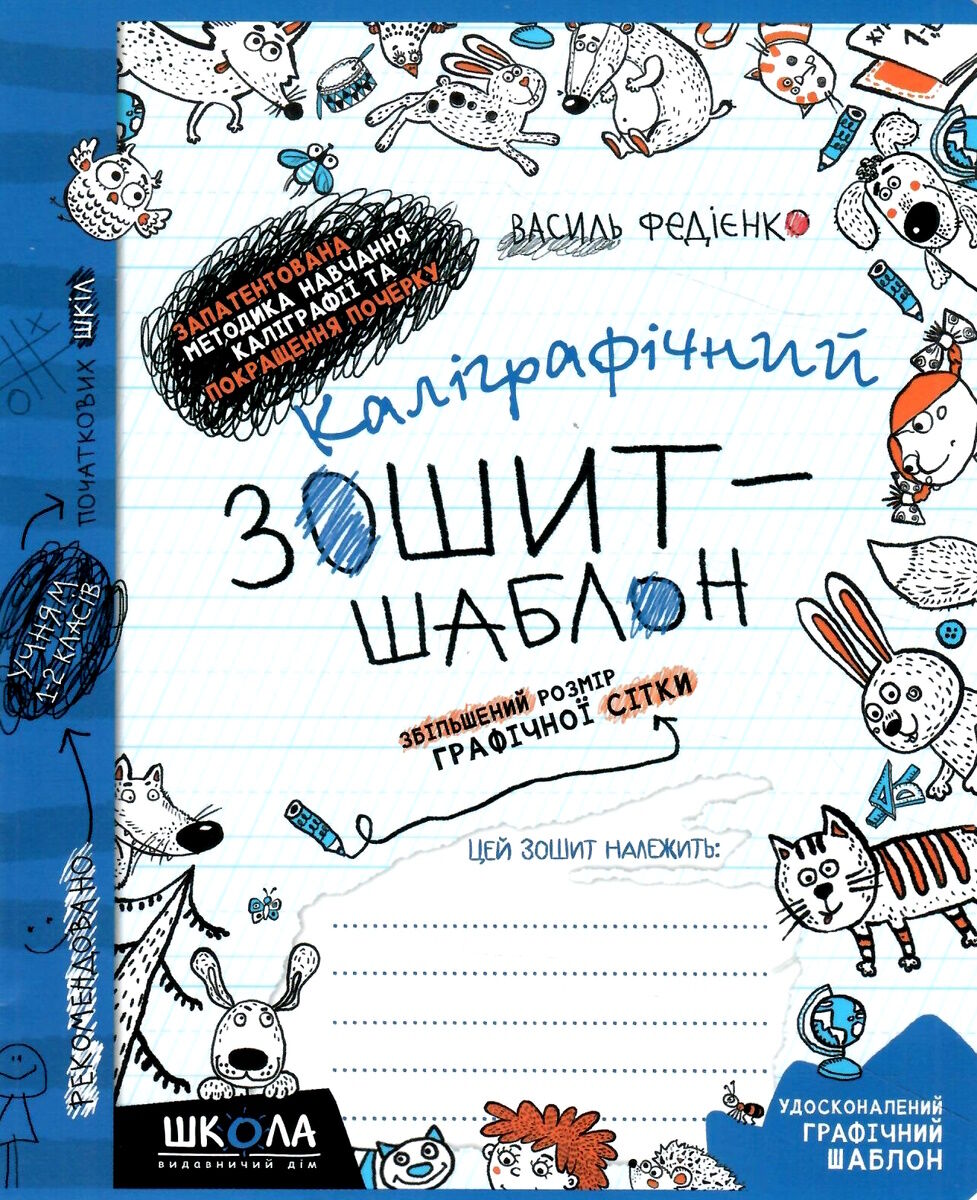 ВАСИЛЬ ФЕДІЄНКО
ЗАПАТЕНТОВАНА
МЕТОДИКА НАВЧАННЯ
КАЛІГРАФІЇ ТА
ПОКРАЩЕННЯ ПОЧЕРКУ
Каліграфічний
ЗОШИТ-
ШАБЛОН
ЗБІЛЬШЕНИЙ РОЗМІР
ГРАФІЧНОЇ СІТКИ
ЦЕЙ ЗОШИТ НАЛЕЖИТЬ:
РЕКОМЕНДОВАНО
УЧНЯМ
1-2 КЛАСІВ
ПОЧАТКОВИХ ШКІЛ
ШКОЛА
ВИДАВНИЧИЙ ДІМ
УДОСКОНАЛЕНИЙ
ГРАФІЧНИЙ
ШАБЛОН